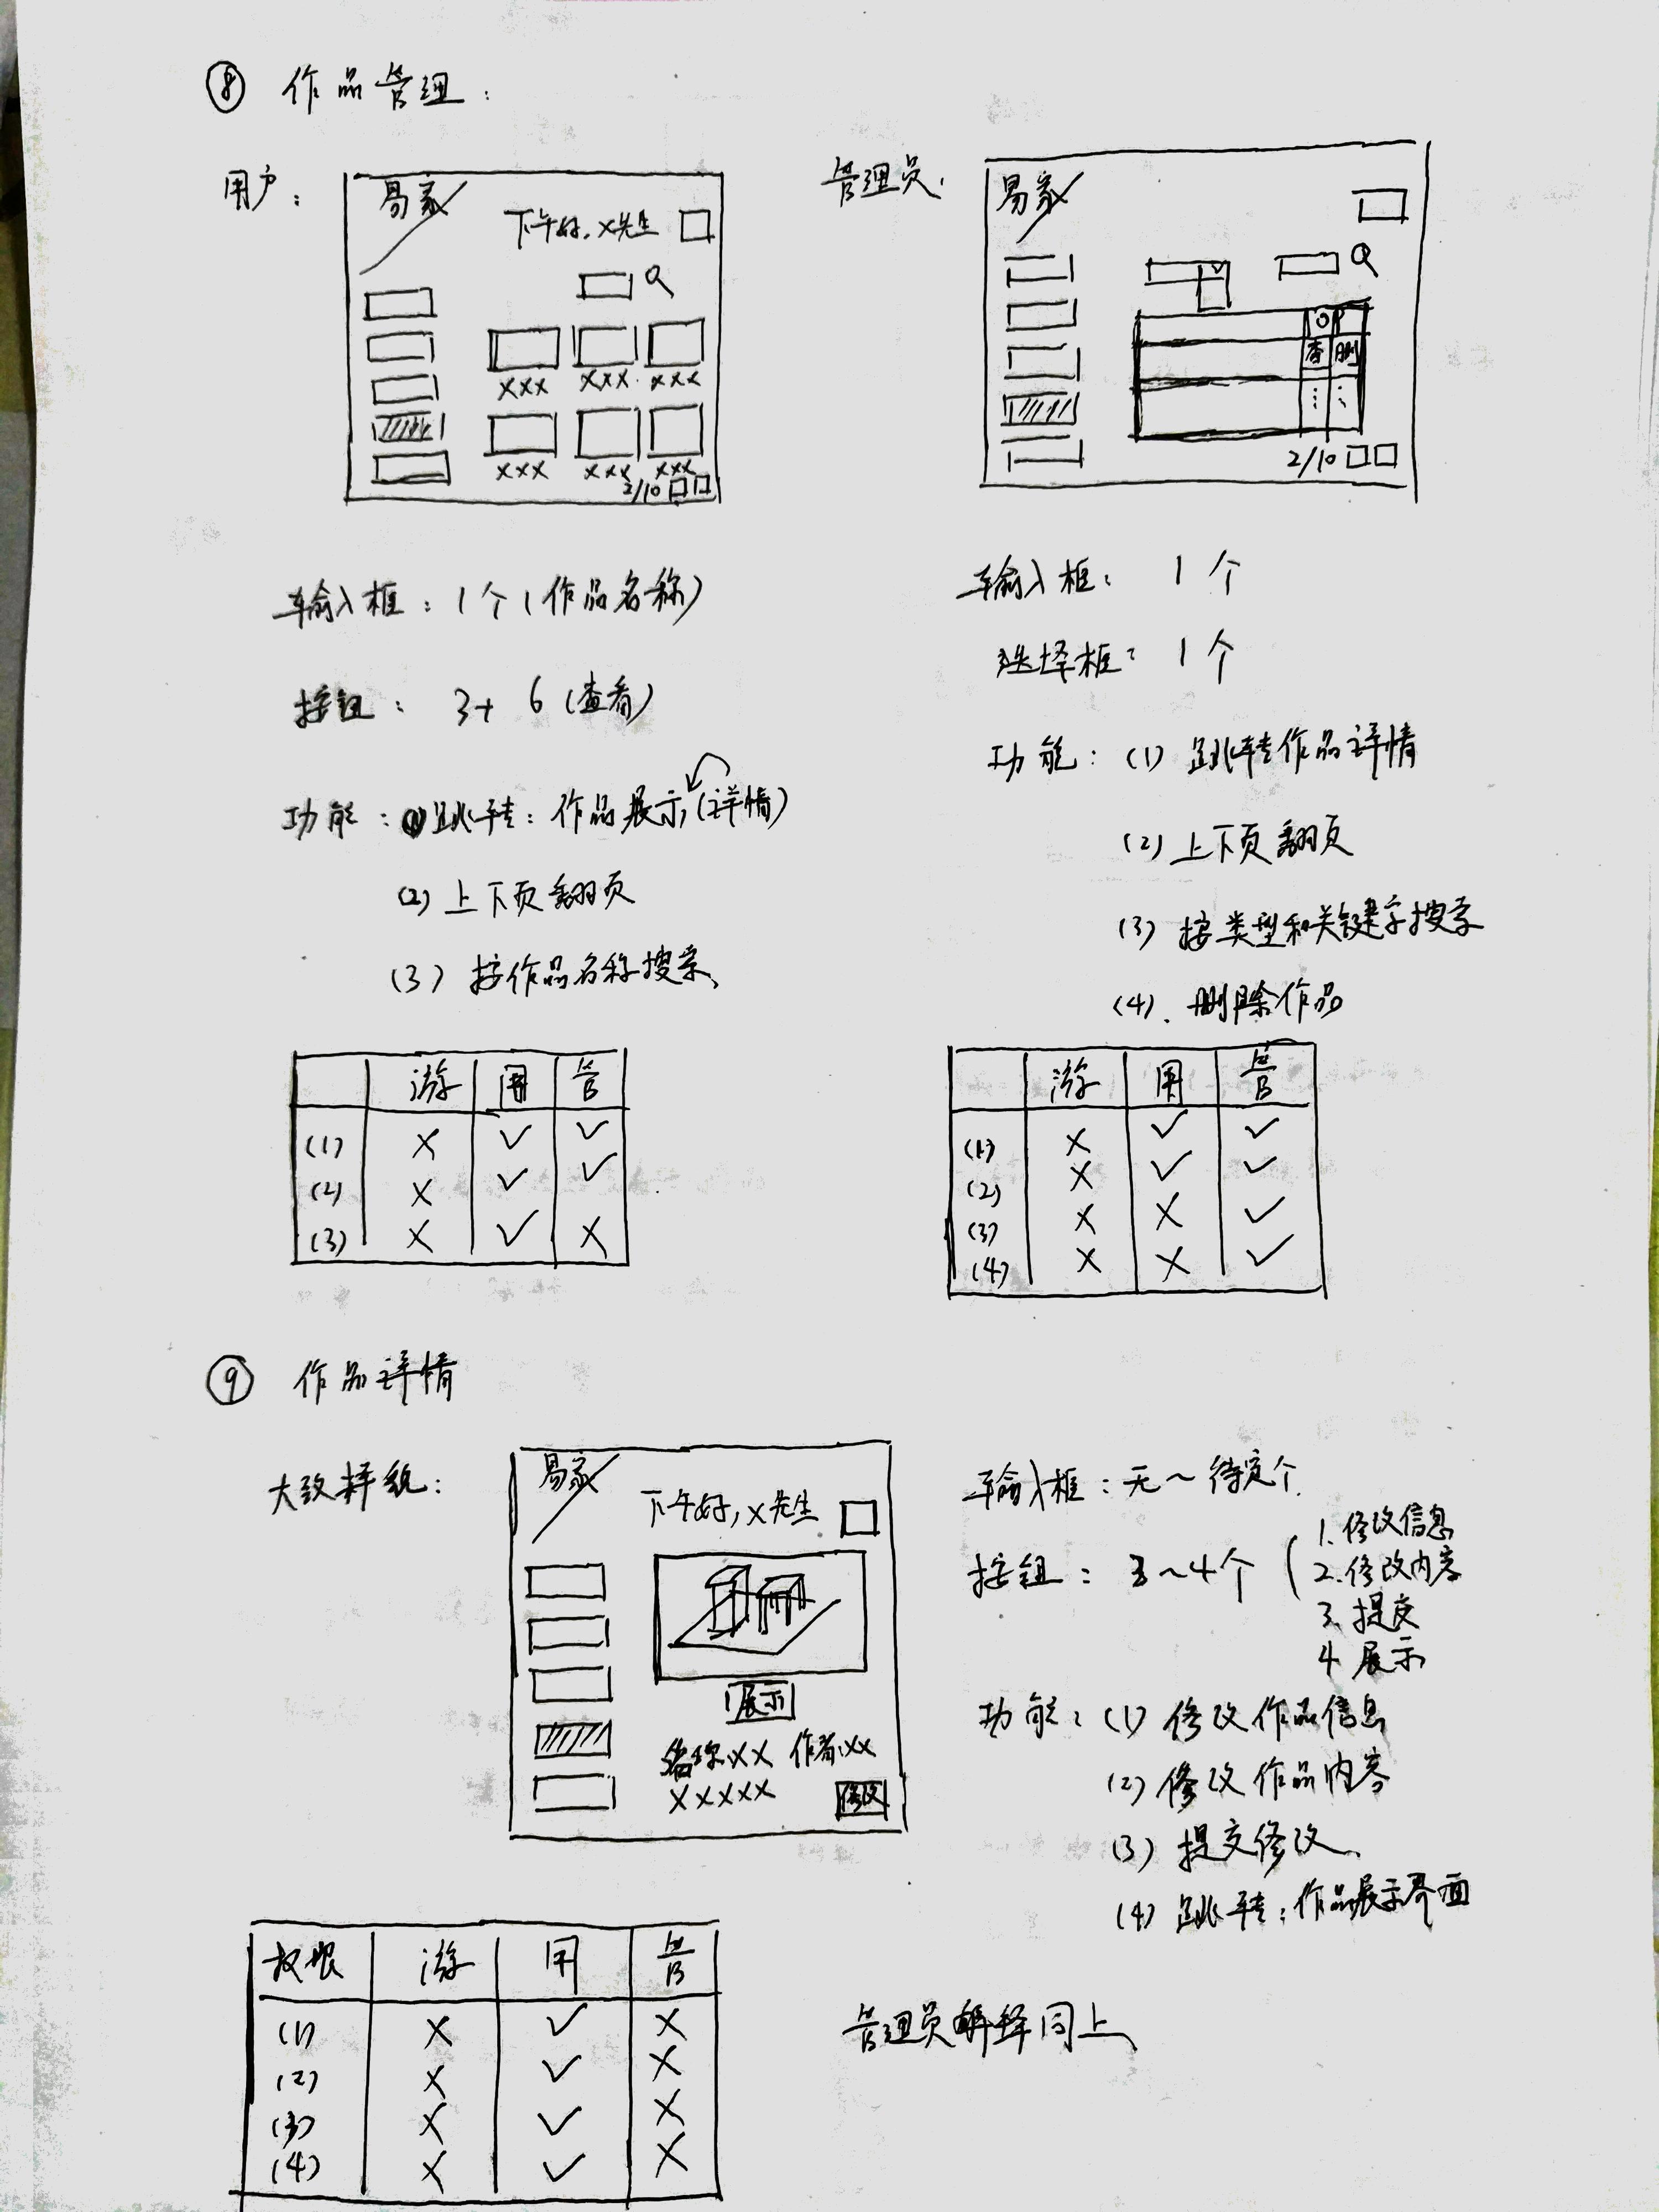 ⑧ 作品管理：
用户：
易家
下午好，X先生
XXX XXX XXX
XXX XXX XXX
2/10
输入框：1个（作品名称）
按钮： 3+ 6（查看）
功能：(1)跳转：作品展示（详情）
(2) 上下页翻页
(3) 按作品名称搜索、
游 用 管
(1) × ✓ ✓
(2) × ✓ ✓
(3) × ✓ ×
管理员：
易家
查 删
2/10
输入框： 1个
选择框： 1个
功能：(1) 跳转作品详情
(2) 上下页翻页
(3) 按类型和关键字搜索
(4). 删除作品
游 用 管
(1) × ✓ ✓
(2) × ✓ ✓
(3) × × ✓
(4) × × ✓
⑨ 作品详情
大致样貌：
易家
下午好，X先生
展示
名称：XX 作者：XX
XXXXX
修改
输入框：无～待定个.
按钮： 3～4个（
1.修改信息
2.修改内容
3.提交
4.展示
功能：(1) 修改作品信息
(2) 修改作品内容
(3) 提交修改、
(4) 跳转：作品展示界面
权限 游 用 管
(1) × ✓ ×
(2) × ✓ ×
(3) × ✓ ×
(4) × ✓ ×
管理员解释同上、